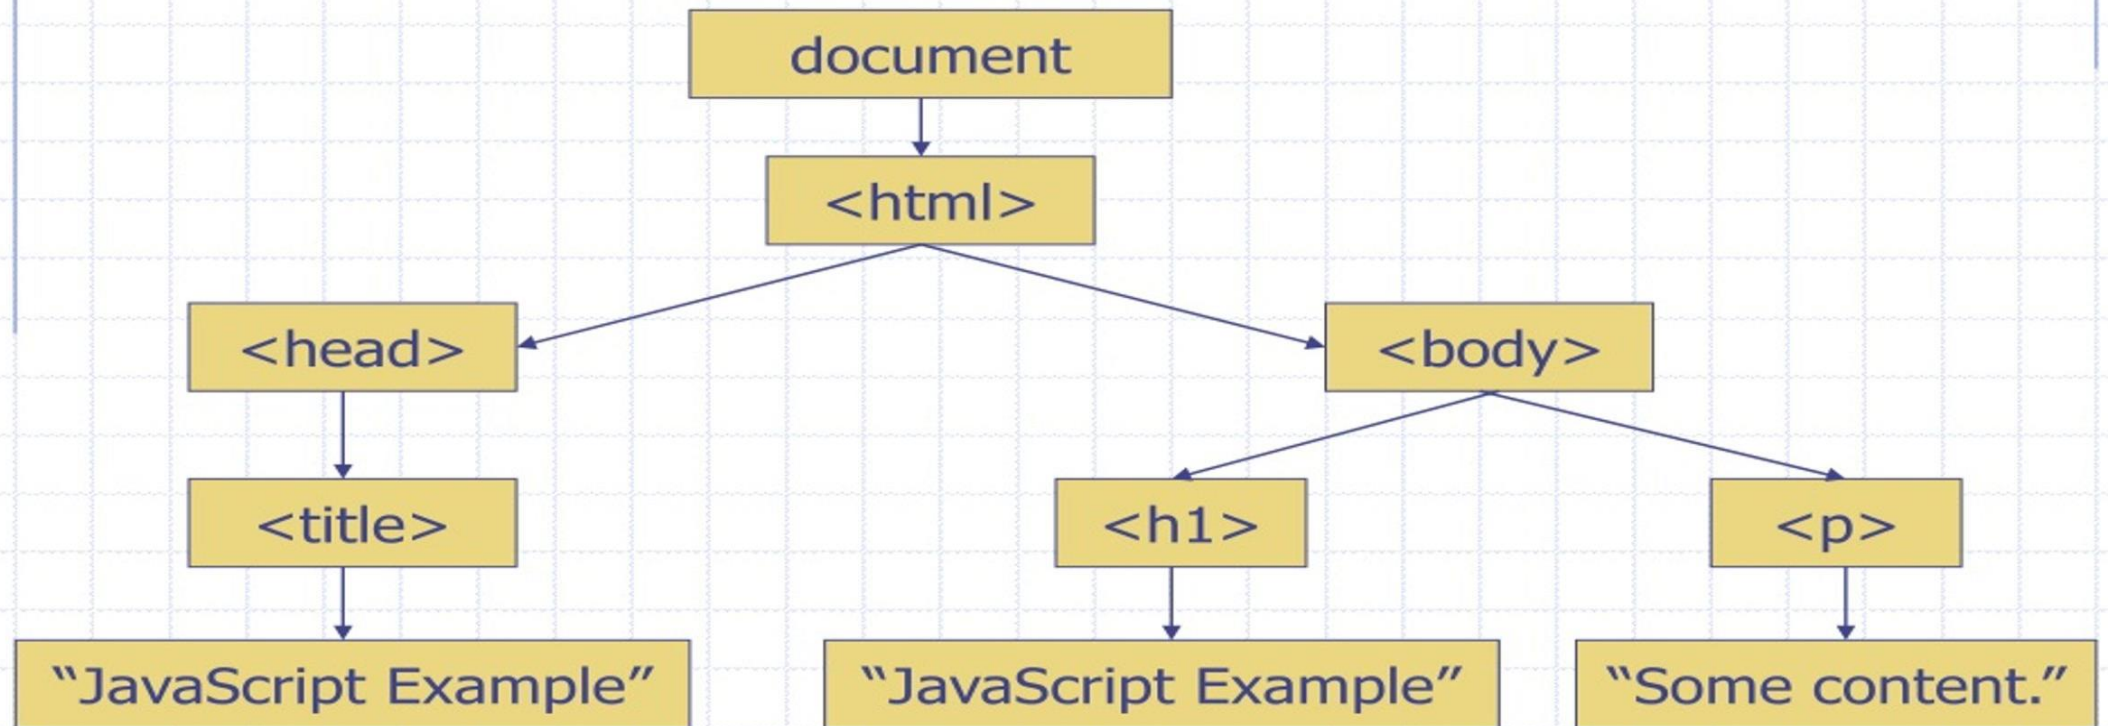 document
<html>
<head>
<body>
<title>
<h1>
<p>
“JavaScript Example”
“JavaScript Example”
“Some content.”